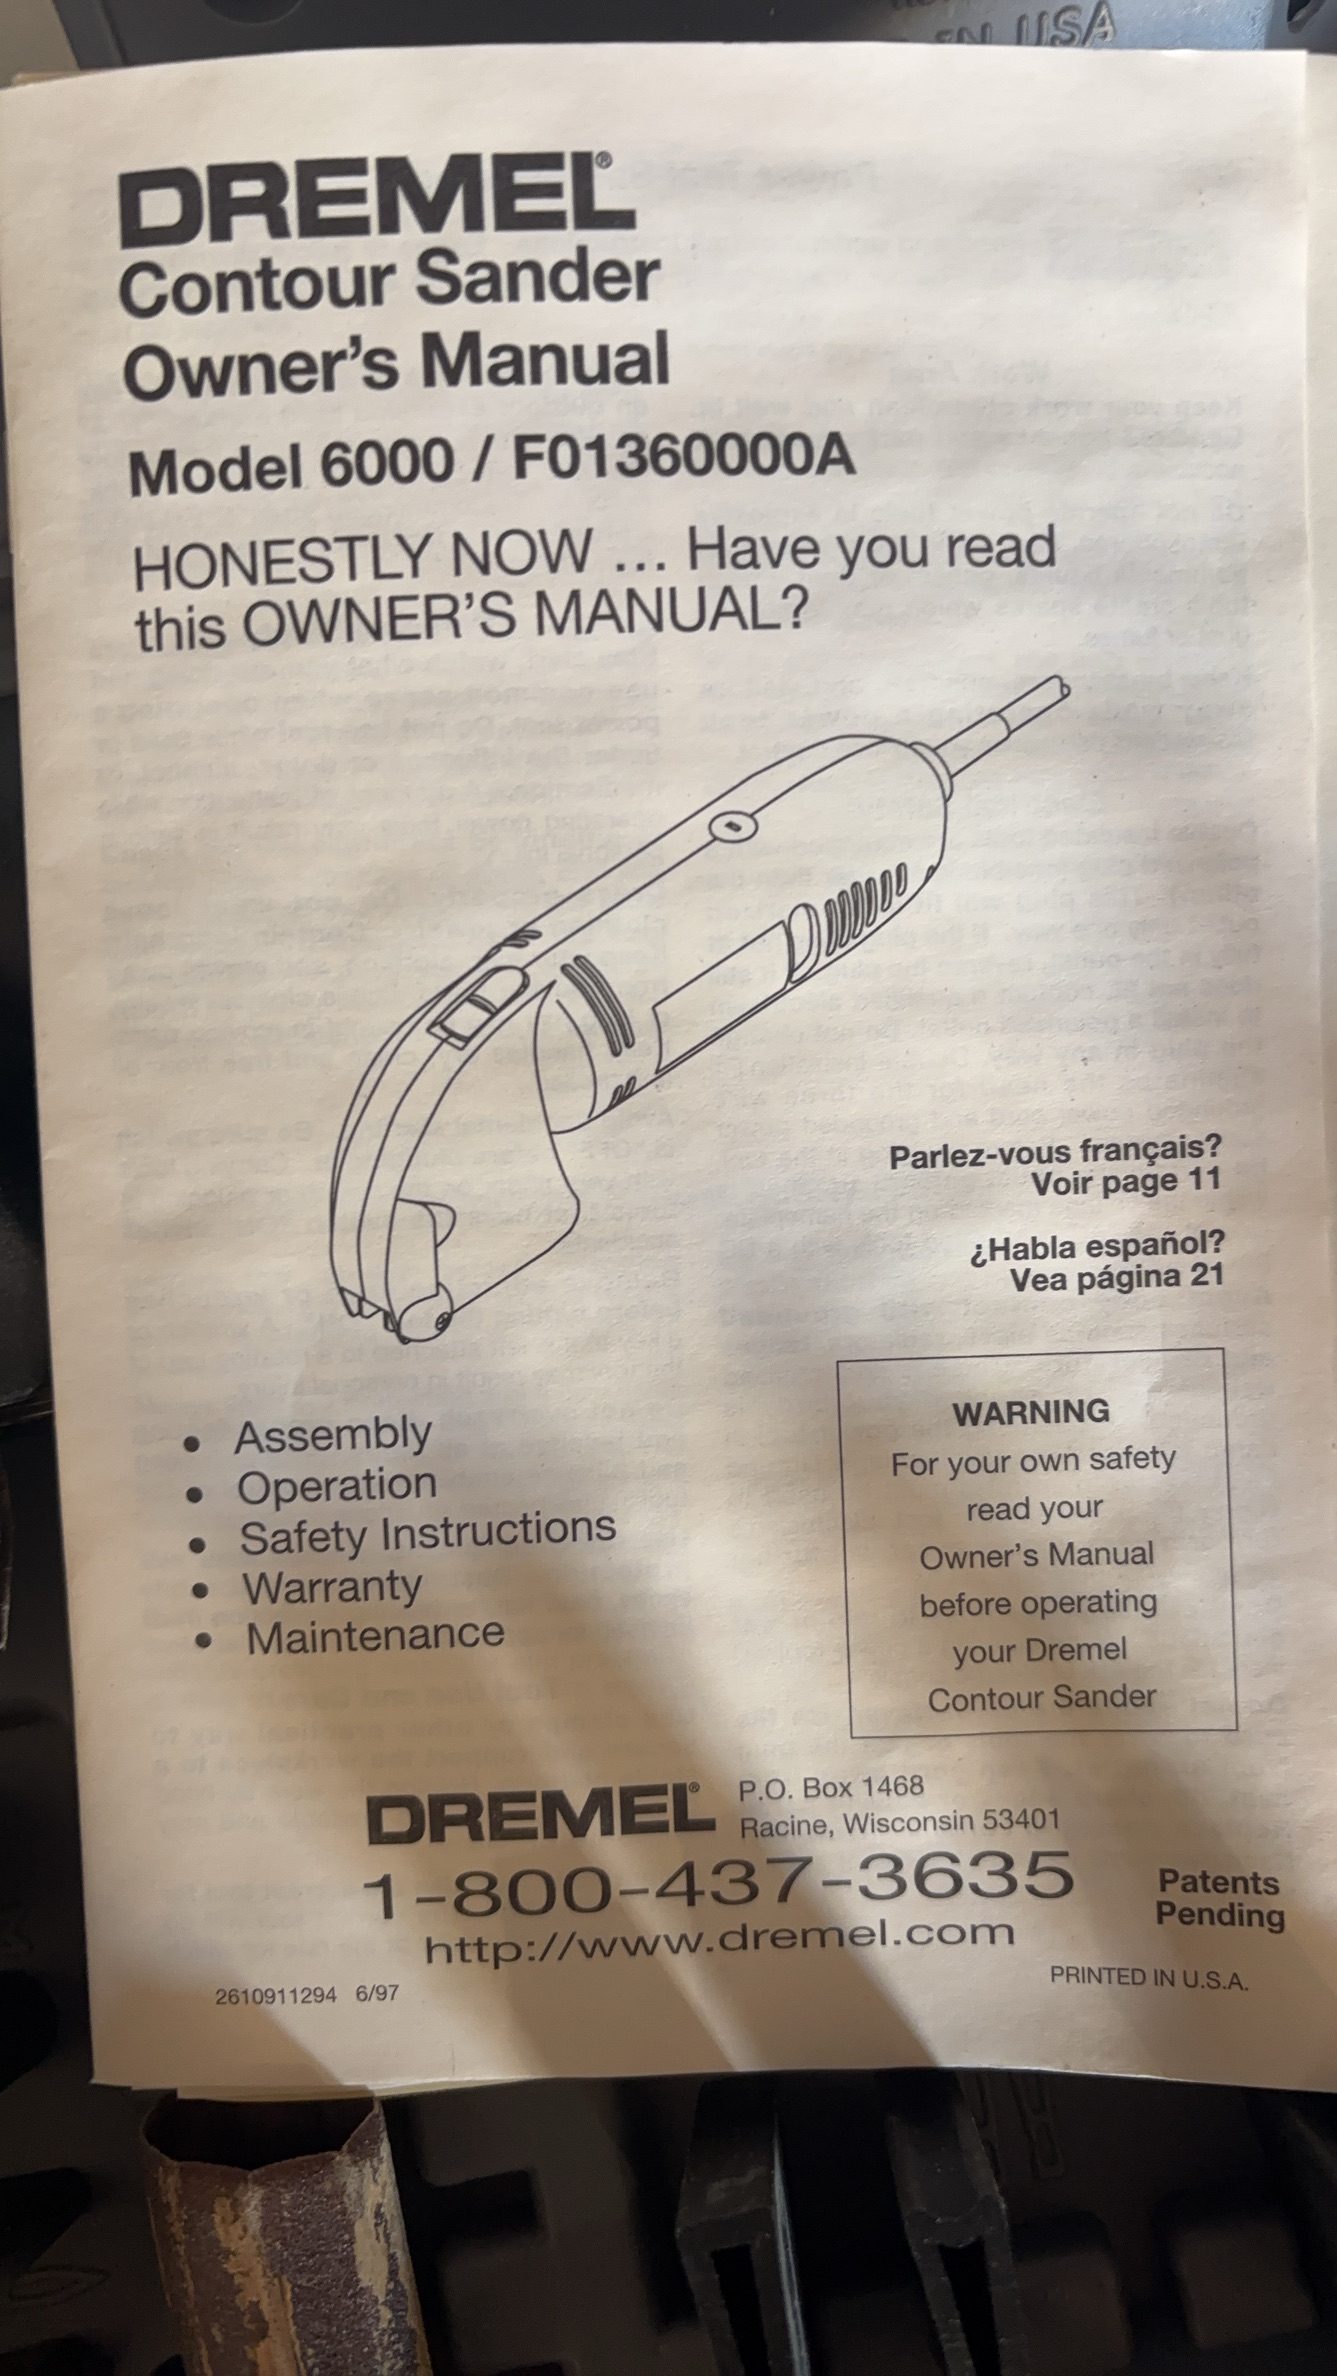 EN USA
DREMEL®
Contour Sander
Owner's Manual
Model 6000 / F01360000A
HONESTLY NOW ... Have you read
this OWNER'S MANUAL?
Parlez-vous français?
Voir page 11
¿Habla español?
Vea página 21
• Assembly
• Operation
• Safety Instructions
• Warranty
• Maintenance
WARNING
For your own safety
read your
Owner's Manual
before operating
your Dremel
Contour Sander
DREMEL®
P.O. Box 1468
Racine, Wisconsin 53401
1-800-437-3635
http://www.dremel.com
Patents
Pending
2610911294 6/97
PRINTED IN U.S.A.